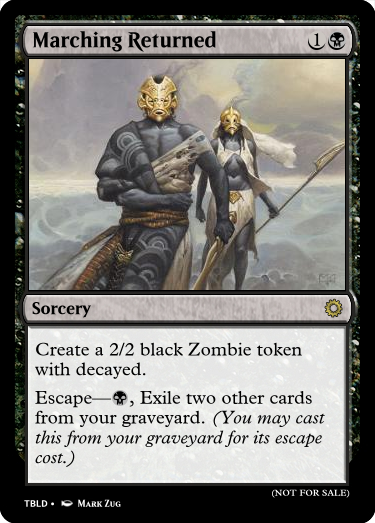 Marching Returned 1
Sorcery
Create a 2/2 black Zombie token
with decayed.
Escape—, Exile two other cards
from your graveyard. (You may cast
this from your graveyard for its escape
cost.)
(NOT FOR SALE)
TBLD • MARK ZUG